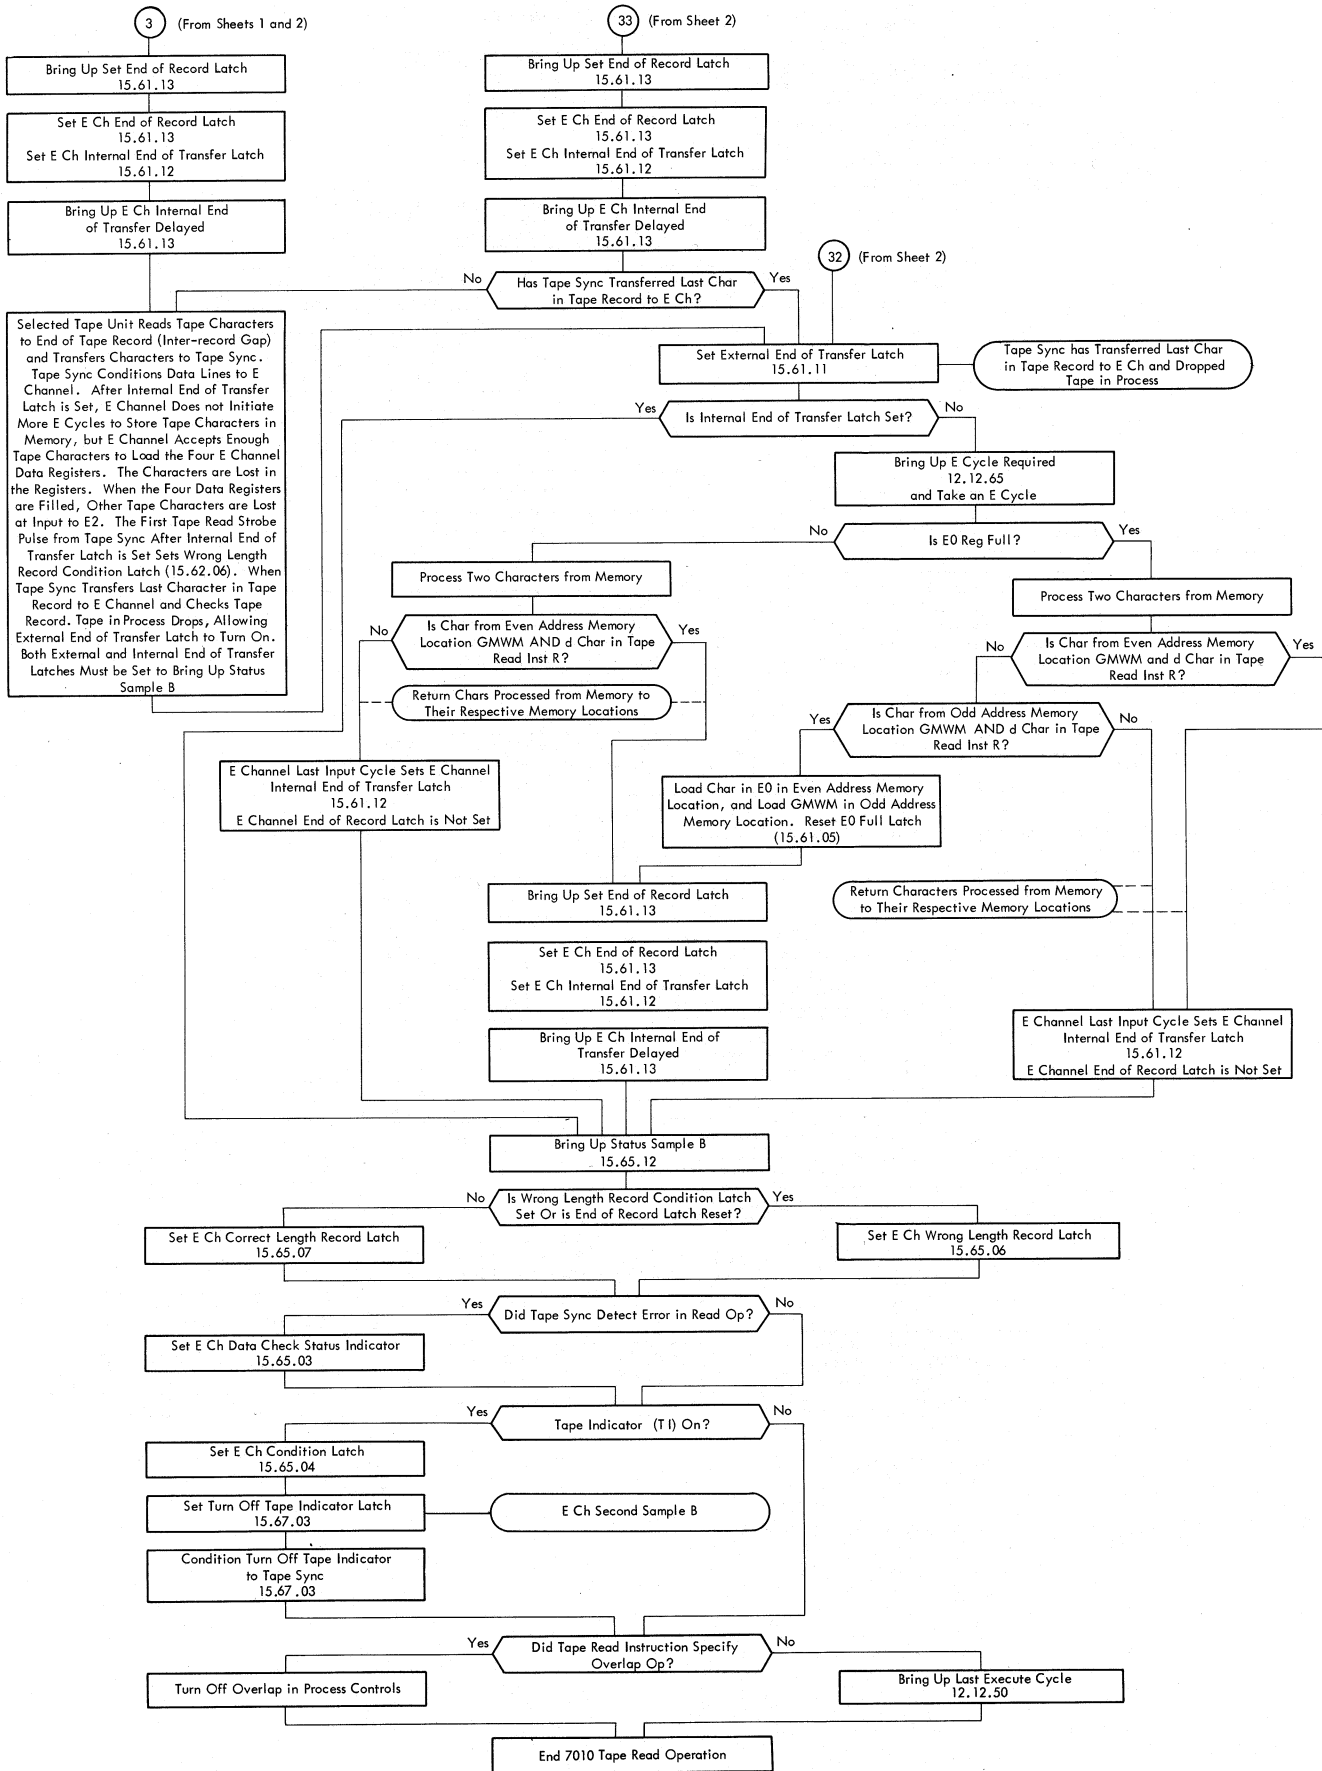 3 (From Sheets 1 and 2)
Bring Up Set End of Record Latch
15.61.13
Set E Ch End of Record Latch
15.61.13
Set E Ch Internal End of Transfer Latch
15.61.12
Bring Up E Ch Internal End
of Transfer Delayed
15.61.13
33 (From Sheet 2)
Bring Up Set End of Record Latch
15.61.13
Set E Ch End of Record Latch
15.61.13
Set E Ch Internal End of Transfer Latch
15.61.12
Bring Up E Ch Internal End
of Transfer Delayed
15.61.13
32 (From Sheet 2)
No
Has Tape Sync Transferred Last Char
in Tape Record to E Ch?
Yes
Selected Tape Unit Reads Tape Characters
to End of Tape Record (Inter-record Gap)
and Transfers Characters to Tape Sync.
Tape Sync Conditions Data Lines to E
Channel. After Internal End of Transfer
Latch is Set, E Channel Does not Initiate
More E Cycles to Store Tape Characters in
Memory, but E Channel Accepts Enough
Tape Characters to Load the Four E Channel
Data Registers. The Characters are Lost in
the Registers. When the Four Data Registers
are Filled, Other Tape Characters are Lost
at Input to E2. The First Tape Read Strobe
Pulse from Tape Sync After Internal End of
Transfer Latch is Set Sets Wrong Length
Record Condition Latch (15.62.06). When
Tape Sync Transfers Last Character in Tape
Record to E Channel and Checks Tape
Record. Tape in Process Drops, Allowing
External End of Transfer Latch to Turn On.
Both External and Internal End of Transfer
Latches Must be Set to Bring Up Status
Sample B
Set External End of Transfer Latch
15.61.11
Tape Sync has Transferred Last Char
in Tape Record to E Ch and Dropped
Tape in Process
Yes
Is Internal End of Transfer Latch Set?
No
Bring Up E Cycle Required
12.12.65
and Take an E Cycle
No
Is E0 Reg Full?
Yes
Process Two Characters from Memory
Process Two Characters from Memory
No
Is Char from Even Address Memory
Location GMWM AND d Char in Tape
Read Inst R?
Yes
No
Is Char from Even Address Memory
Location GMWM and d Char in Tape
Read Inst R?
Yes
Return Chars Processed from Memory to
Their Respective Memory Locations
Yes
Is Char from Odd Address Memory
Location GMWM AND d Char in Tape
Read Inst R?
No
E Channel Last Input Cycle Sets E Channel
Internal End of Transfer Latch
15.61.12
E Channel End of Record Latch is Not Set
Load Char in E0 in Even Address Memory
Location, and Load GMWM in Odd Address
Memory Location. Reset E0 Full Latch
(15.61.05)
Bring Up Set End of Record Latch
15.61.13
Return Characters Processed from Memory
to Their Respective Memory Locations
Set E Ch End of Record Latch
15.61.13
Set E Ch Internal End of Transfer Latch
15.61.12
Bring Up E Ch Internal End of
Transfer Delayed
15.61.13
E Channel Last Input Cycle Sets E Channel
Internal End of Transfer Latch
15.61.12
E Channel End of Record Latch is Not Set
Bring Up Status Sample B
15.65.12
No
Is Wrong Length Record Condition Latch
Set Or is End of Record Latch Reset?
Yes
Set E Ch Correct Length Record Latch
15.65.07
Set E Ch Wrong Length Record Latch
15.65.06
Yes
Did Tape Sync Detect Error in Read Op?
No
Set E Ch Data Check Status Indicator
15.65.03
Yes
Tape Indicator (TI) On?
No
Set E Ch Condition Latch
15.65.04
Set Turn Off Tape Indicator Latch
15.67.03
E Ch Second Sample B
Condition Turn Off Tape Indicator
to Tape Sync
15.67.03
Yes
Did Tape Read Instruction Specify
Overlap Op?
No
Turn Off Overlap in Process Controls
Bring Up Last Execute Cycle
12.12.50
End 7010 Tape Read Operation